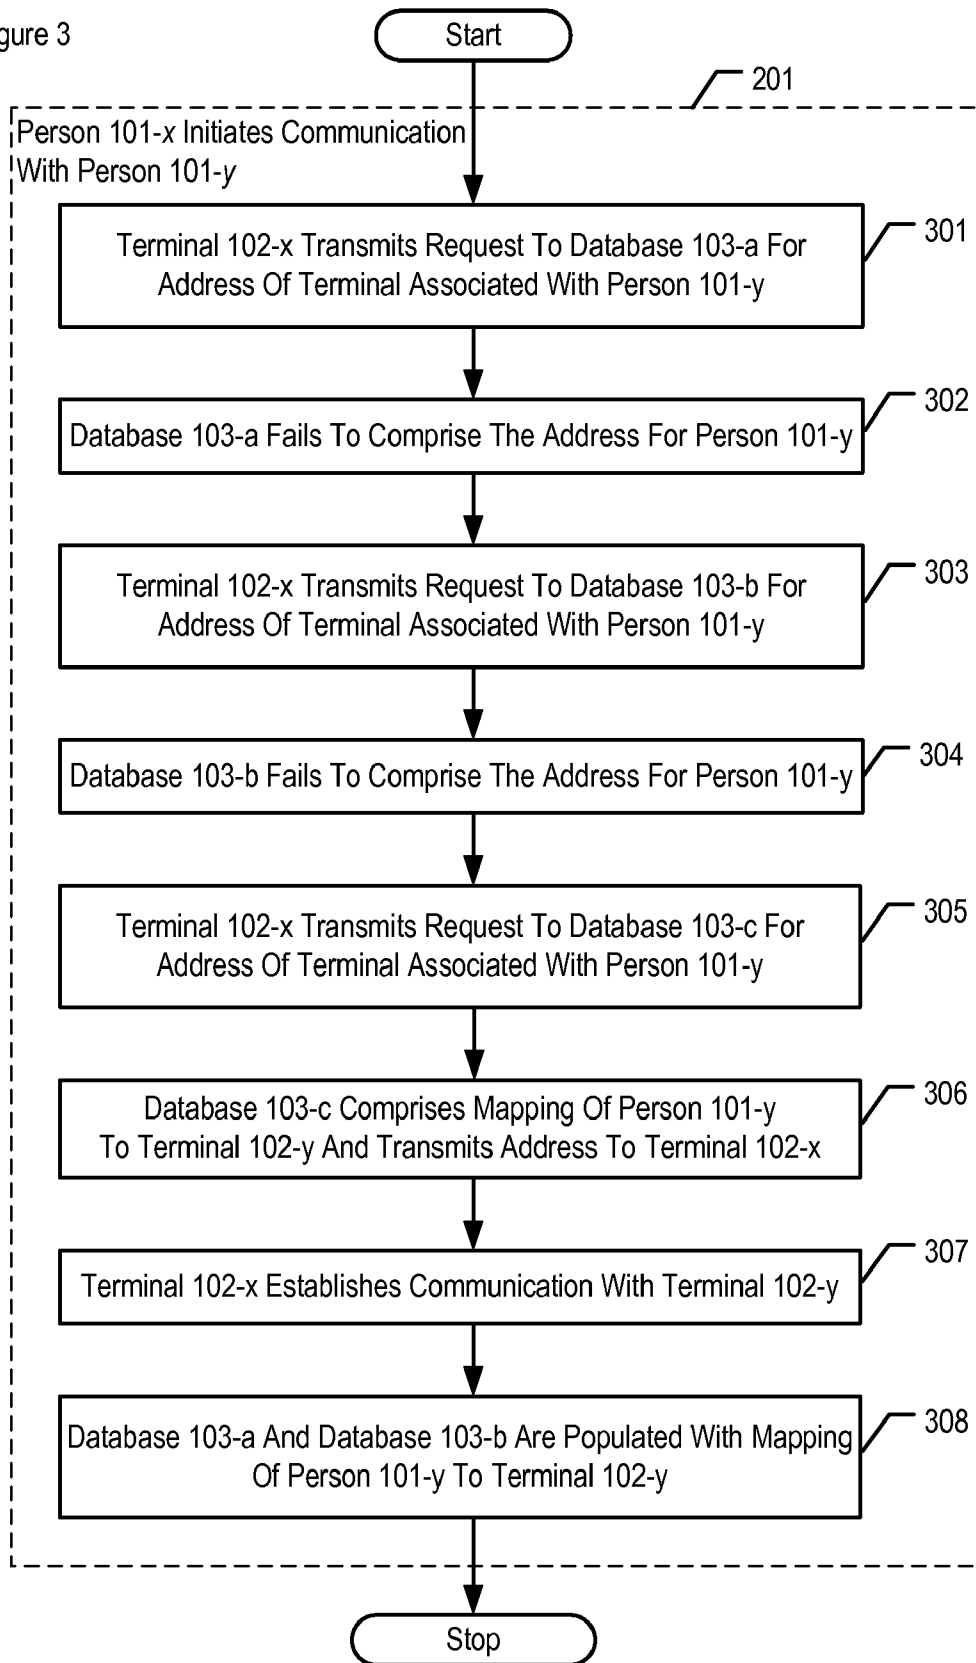 gure 3
Start
201
Person 101-x Initiates Communication
With Person 101-y
Terminal 102-x Transmits Request To Database 103-a For
Address Of Terminal Associated With Person 101-y
301
Database 103-a Fails To Comprise The Address For Person 101-y
302
Terminal 102-x Transmits Request To Database 103-b For
Address Of Terminal Associated With Person 101-y
303
Database 103-b Fails To Comprise The Address For Person 101-y
304
Terminal 102-x Transmits Request To Database 103-c For
Address Of Terminal Associated With Person 101-y
305
Database 103-c Comprises Mapping Of Person 101-y
To Terminal 102-y And Transmits Address To Terminal 102-x
306
Terminal 102-x Establishes Communication With Terminal 102-y
307
Database 103-a And Database 103-b Are Populated With Mapping
Of Person 101-y To Terminal 102-y
308
Stop